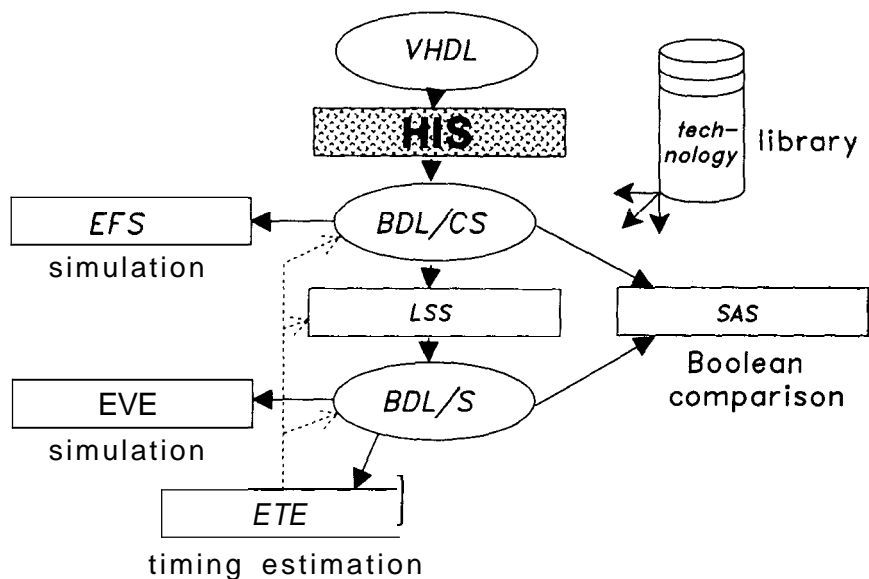 VHDL
HIS
tech-
nology
library
EFS
simulation
BDL/CS
LSS
SAS
Boolean
comparison
EVE
simulation
BDL/S
ETE
timing estimation